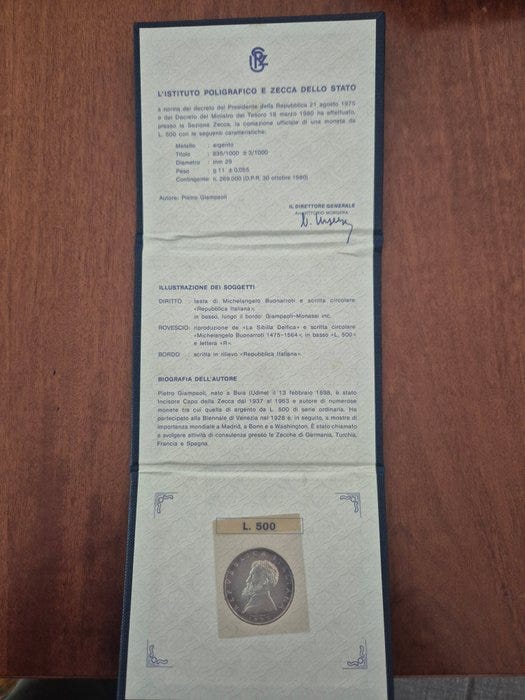 L'ISTITUTO POLIGRAFICO E ZECCA DELLO STATO
a norma del decreto del Presidente della Repubblica 21 agosto 1975
e del Decreto del Ministro del Tesoro 18 marzo 1980 ha effettuato,
presso la Sezione Zecca, la coniazione ufficiale di una moneta da
L. 500 con le seguenti caratteristiche:
Metallo : argento
Titolo : 835/1000 ± 3/1000
Diametro : mm 29
Peso : g 11 ± 0,055
Contingente: n. 269.000 (D.P.R. 30 ottobre 1980)
Autore: Pietro Giampaoli
IL DIRETTORE GENERALE
ILLUSTRAZIONE DEI SOGGETTI
DIRITTO : testa di Michelangelo Buonarroti e scritta circolare
«Repubblica Italiana»;
in basso, lungo il bordo: Giampaoli-Monassi inc.
ROVESCIO: riproduzione de «La Sibilla Delfica» e scritta circolare
«Michelangelo Buonarroti 1475-1564»; in basso «L. 500»
e lettera «R»
BORDO : scritta in rilievo «Repubblica Italiana»
BIOGRAFIA DELL'AUTORE
Pietro Giampaoli, nato a Buia (Udine) il 13 febbraio 1898, è stato
Incisore Capo della Zecca dal 1937 al 1963 e autore di numerose
monete tra cui quella di argento da L. 500 di serie ordinaria. Ha
partecipato alla Biennale di Venezia nel 1928 e, in seguito, a mostre di
importanza mondiale a Madrid, a Bonn e a Washington. È stato chiamato
a svolgere attività di consulenza presso le Zecche di Germania, Turchia,
Francia e Spagna.
L. 500